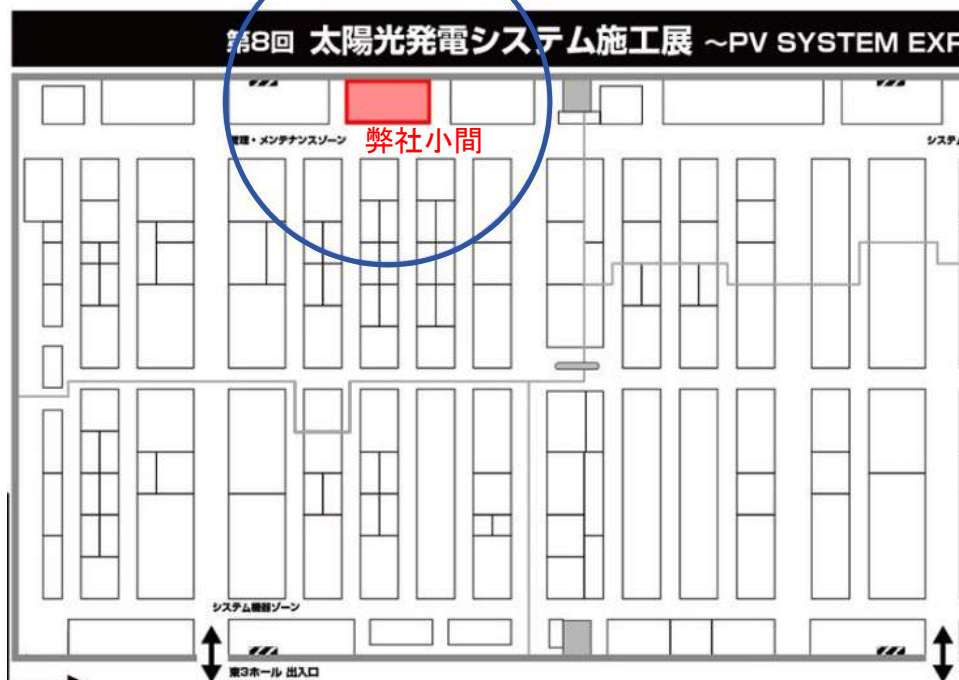 第8回 太陽光発電システム施工展 ~PV SYSTEM EXP
管理・メンテナンスゾーン
弊社小間
システム
システム機器ゾーン
東3ホール 出入口